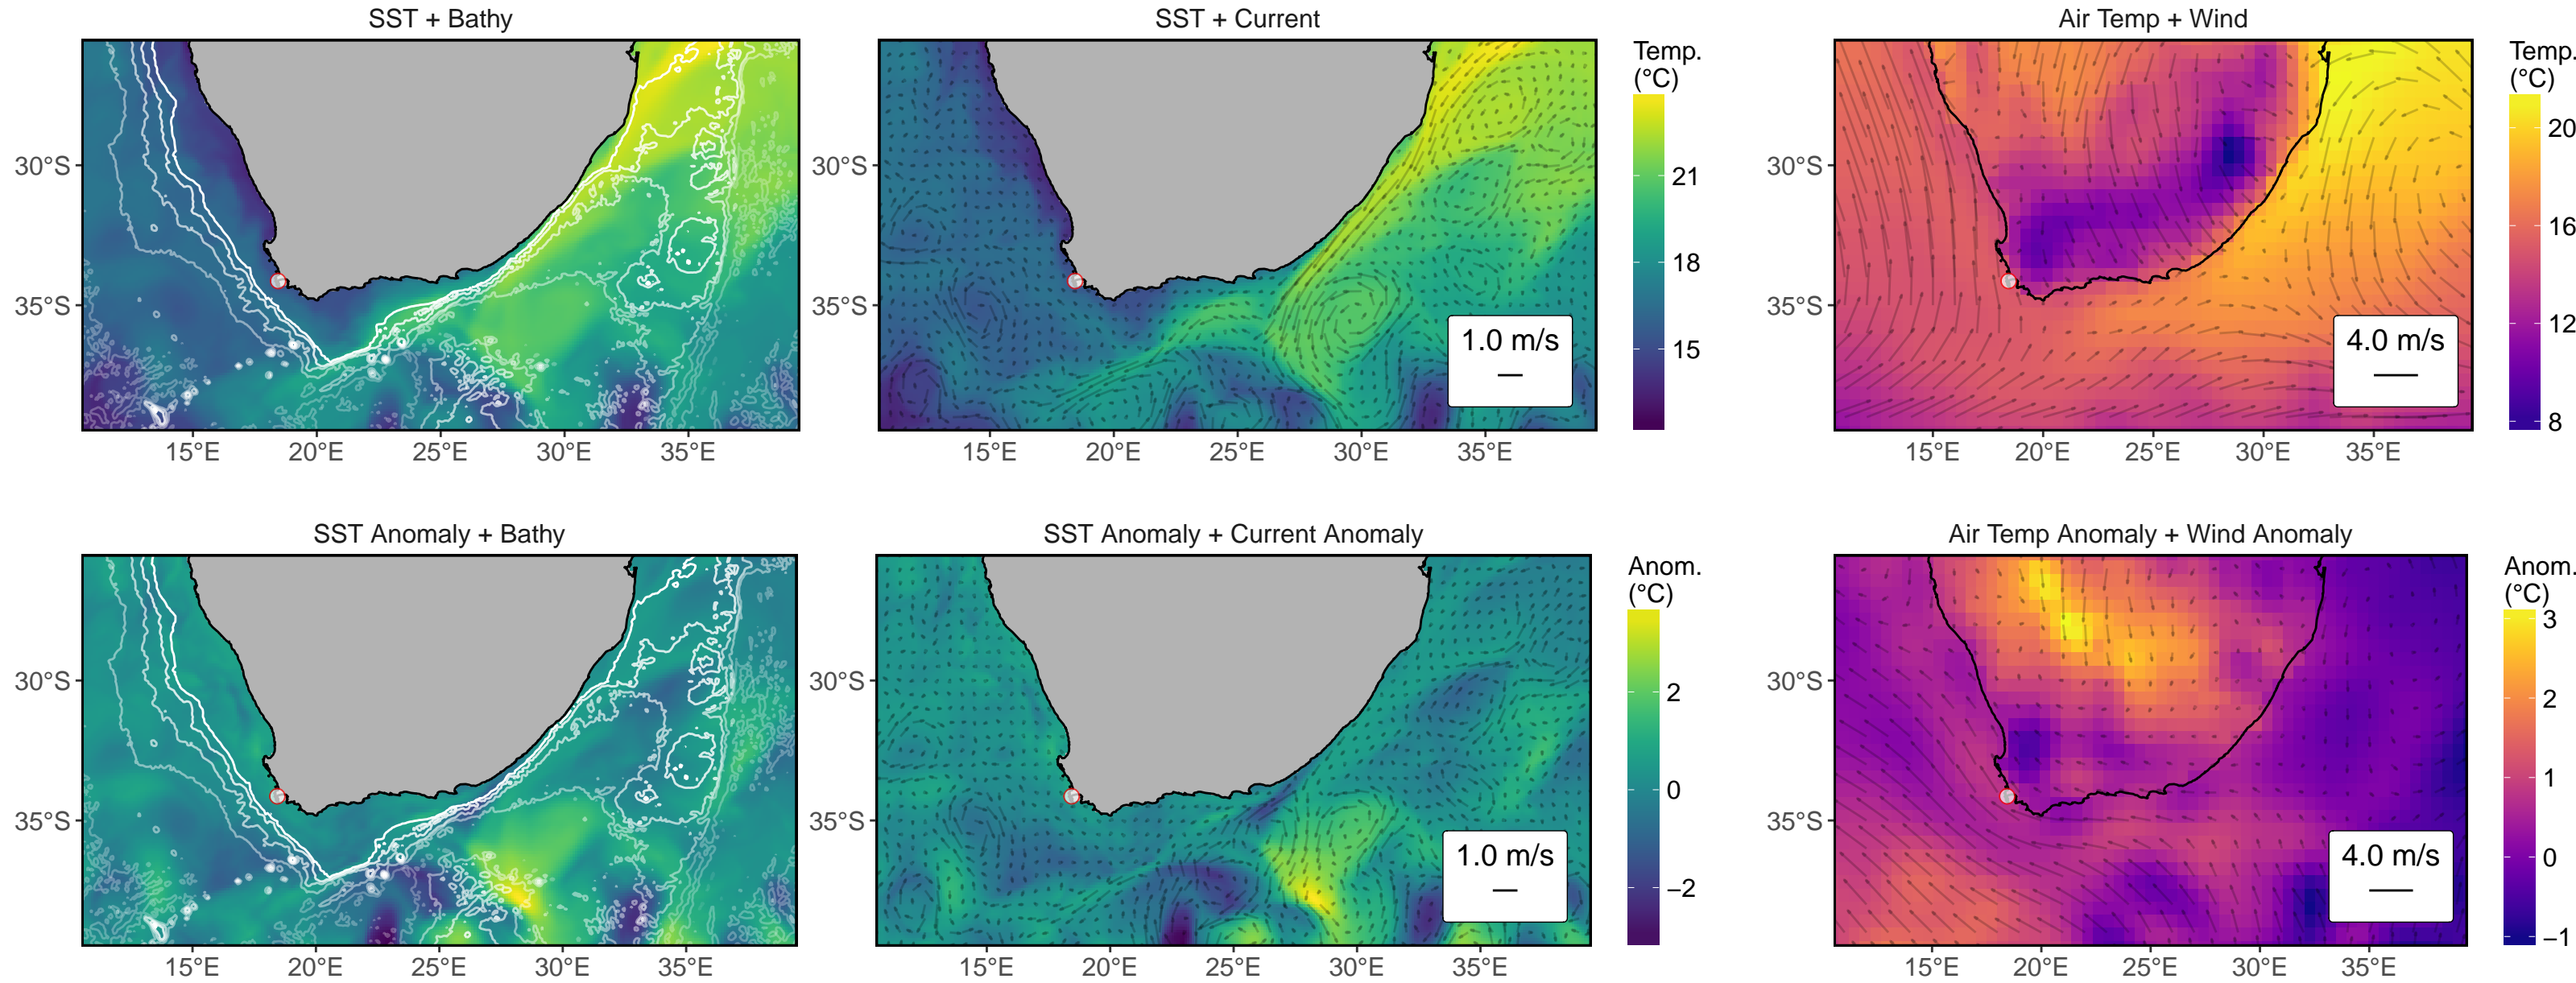 SST + Bathy
30°S
35°S
15°E 20°E 25°E 30°E 35°E
SST + Current
30°S
35°S
1.0 m/s
15°E 20°E 25°E 30°E 35°E
Temp.
(°C)
21
18
15
Air Temp + Wind
30°S
35°S
4.0 m/s
15°E 20°E 25°E 30°E 35°E
Temp.
(°C)
20
16
12
8
SST Anomaly + Bathy
30°S
35°S
15°E 20°E 25°E 30°E 35°E
SST Anomaly + Current Anomaly
30°S
35°S
1.0 m/s
15°E 20°E 25°E 30°E 35°E
Anom.
(°C)
2
0
−2
Air Temp Anomaly + Wind Anomaly
30°S
35°S
4.0 m/s
15°E 20°E 25°E 30°E 35°E
Anom.
(°C)
3
2
1
0
−1